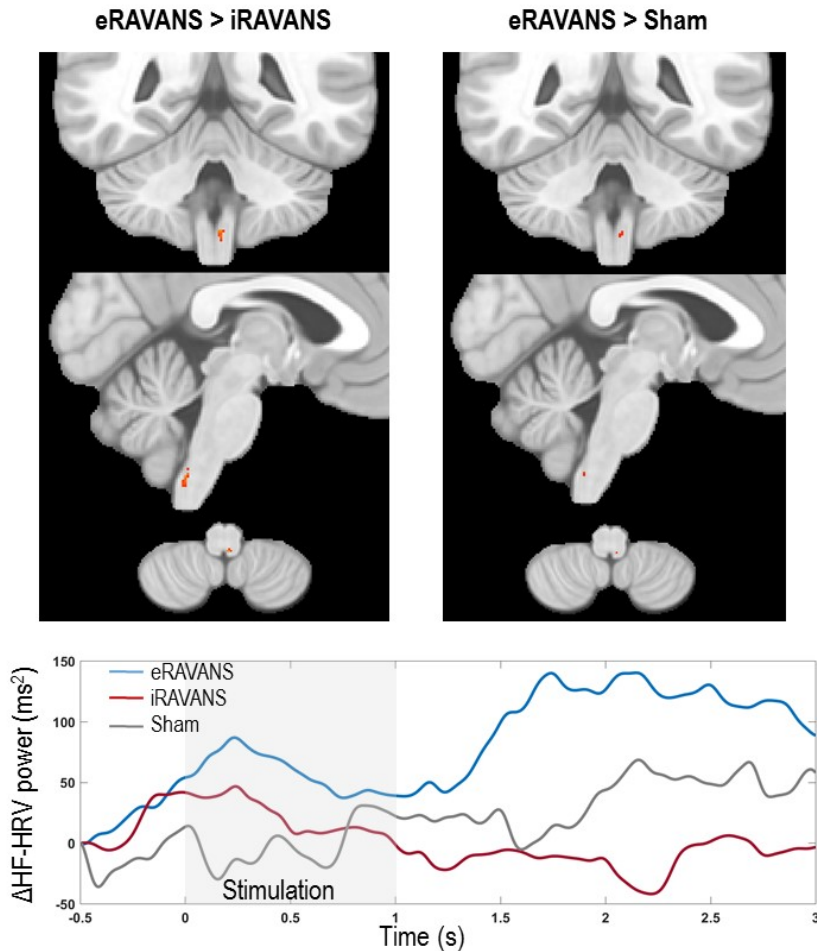 eRAVANS > iRAVANS
eRAVANS > Sham
ΔHF-HRV power (ms²)
150
100
50
0
-50
eRAVANS
iRAVANS
Sham
Stimulation
-0.5
0
0.5
1
1.5
2
2.5
3
Time (s)